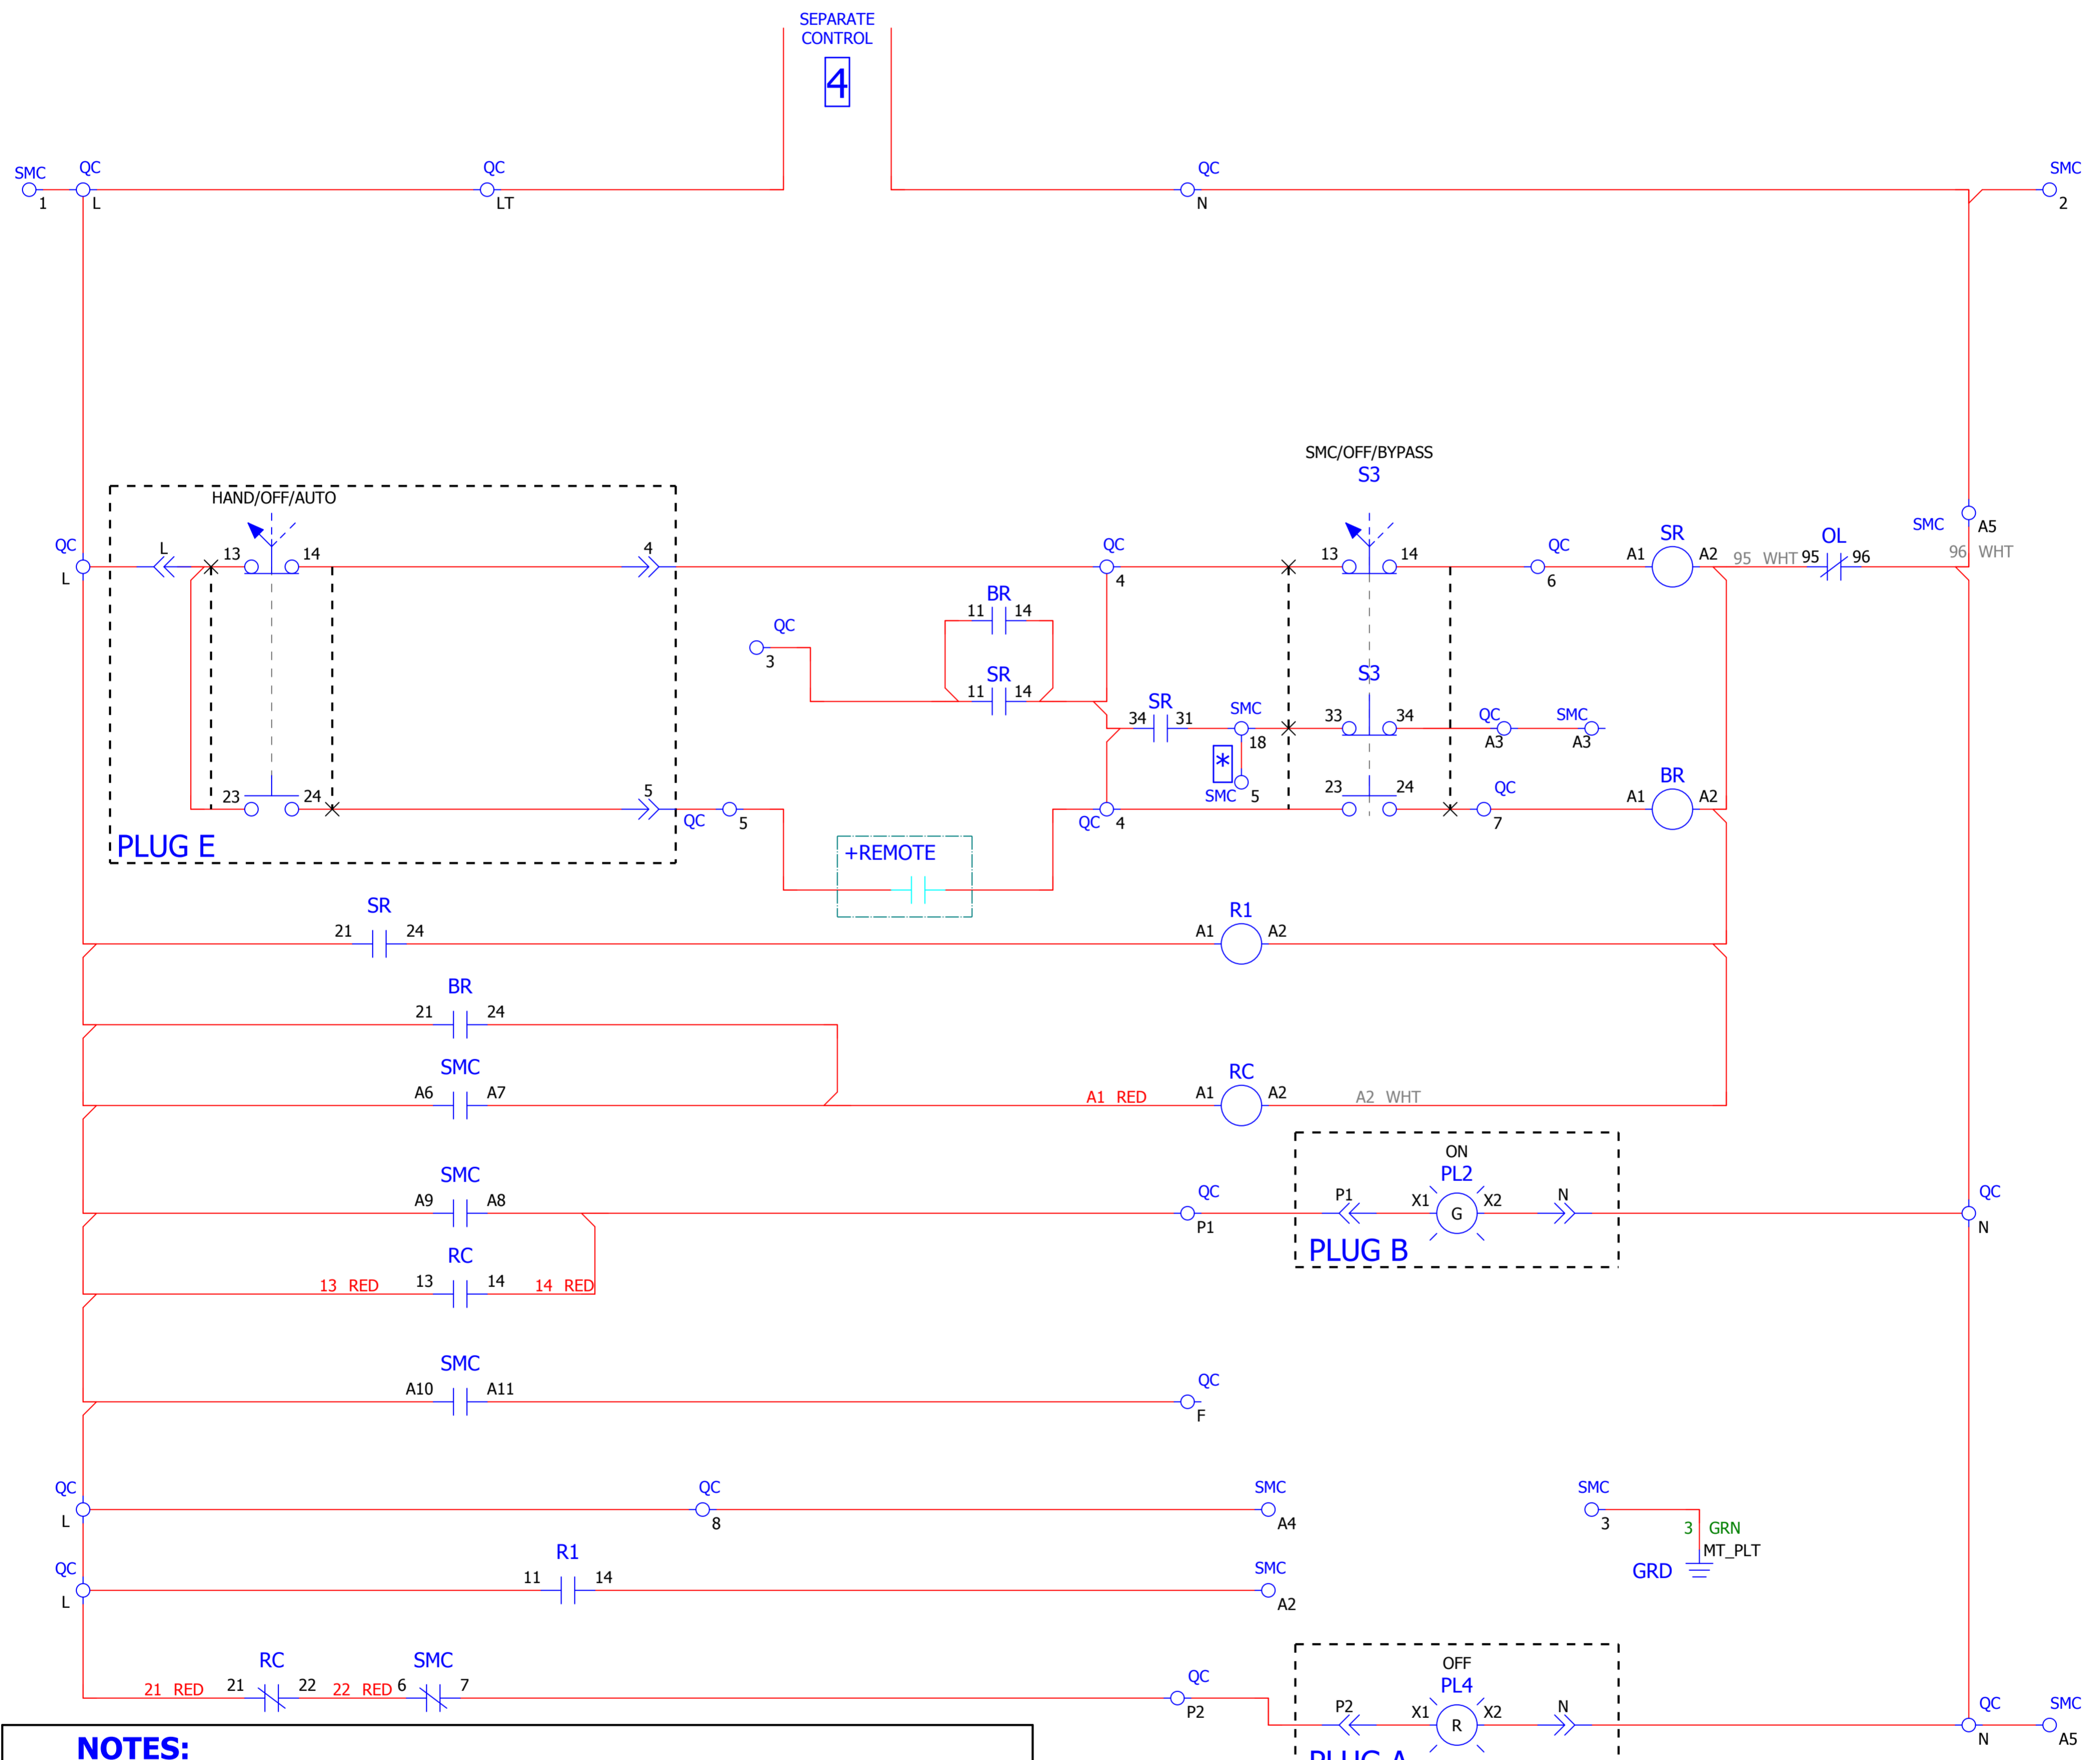 SEPARATE
CONTROL
4
SMC
QC
QC
QC
SMC
1
L
LT
N
2
SMC/OFF/BYPASS
S3
HAND/OFF/AUTO
QC
L
L
13
14
4
QC
4
13
14
QC
6
SR
A1
A2
95 WHT
OL
95
96
SMC
A5
96 WHT
BR
11
14
QC
3
SR
11
14
S3
SR
34
31
SMC
18
33
34
QC
A3
SMC
A3
*
SMC
5
23
24
5
QC
5
QC
4
23
24
QC
7
BR
A1
A2
PLUG E
+REMOTE
SR
21
24
R1
A1
A2
BR
21
24
SMC
A6
A7
A1 RED
RC
A1
A2
A2 WHT
ON
PL2
SMC
A9
A8
QC
P1
P1
X1
G
X2
N
QC
N
PLUG B
RC
13 RED
13
14
14 RED
SMC
A10
A11
QC
F
QC
L
QC
8
SMC
A4
SMC
3
3 GRN
MT_PLT
GRD
QC
L
R1
11
14
SMC
A2
OFF
PL4
RC
21 RED
21
22
22 RED
SMC
6
7
QC
P2
P2
X1
R
X2
N
QC
N
SMC
A5
PLUG A
NOTES: